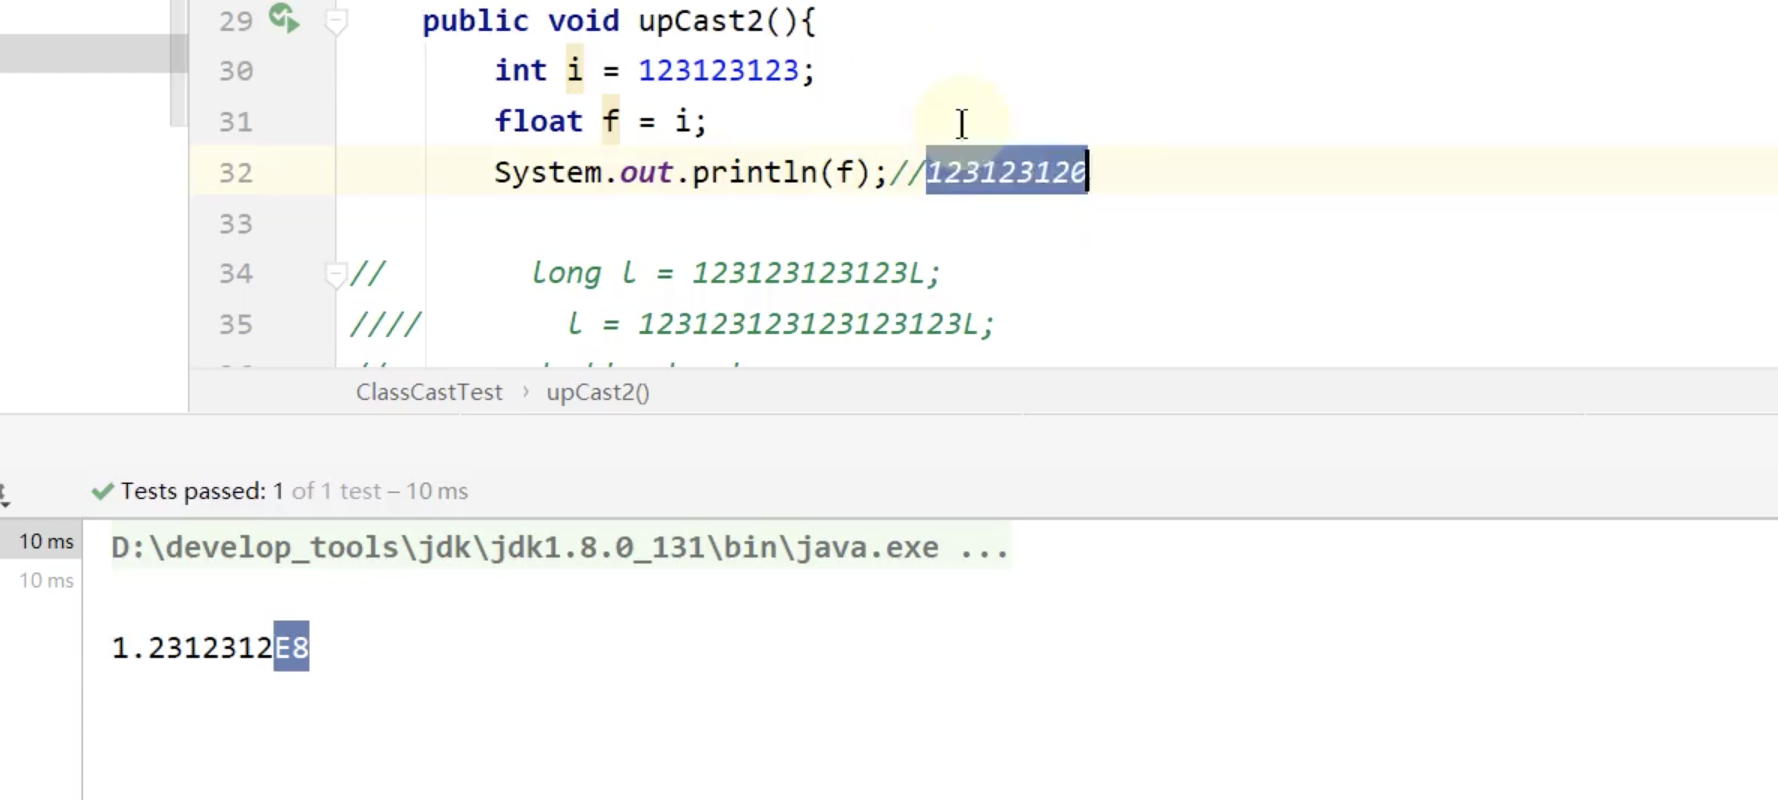 29 public void upCast2(){
30 int i = 123123123;
31 float f = i;
32 System.out.println(f);//123123120
33
34 // long l = 123123123123L;
35 //// l = 123123123123123123L;
ClassCastTest › upCast2()
Tests passed: 1 of 1 test – 10 ms
10 ms D:\develop_tools\jdk\jdk1.8.0_131\bin\java.exe ...
10 ms
1.2312312E8